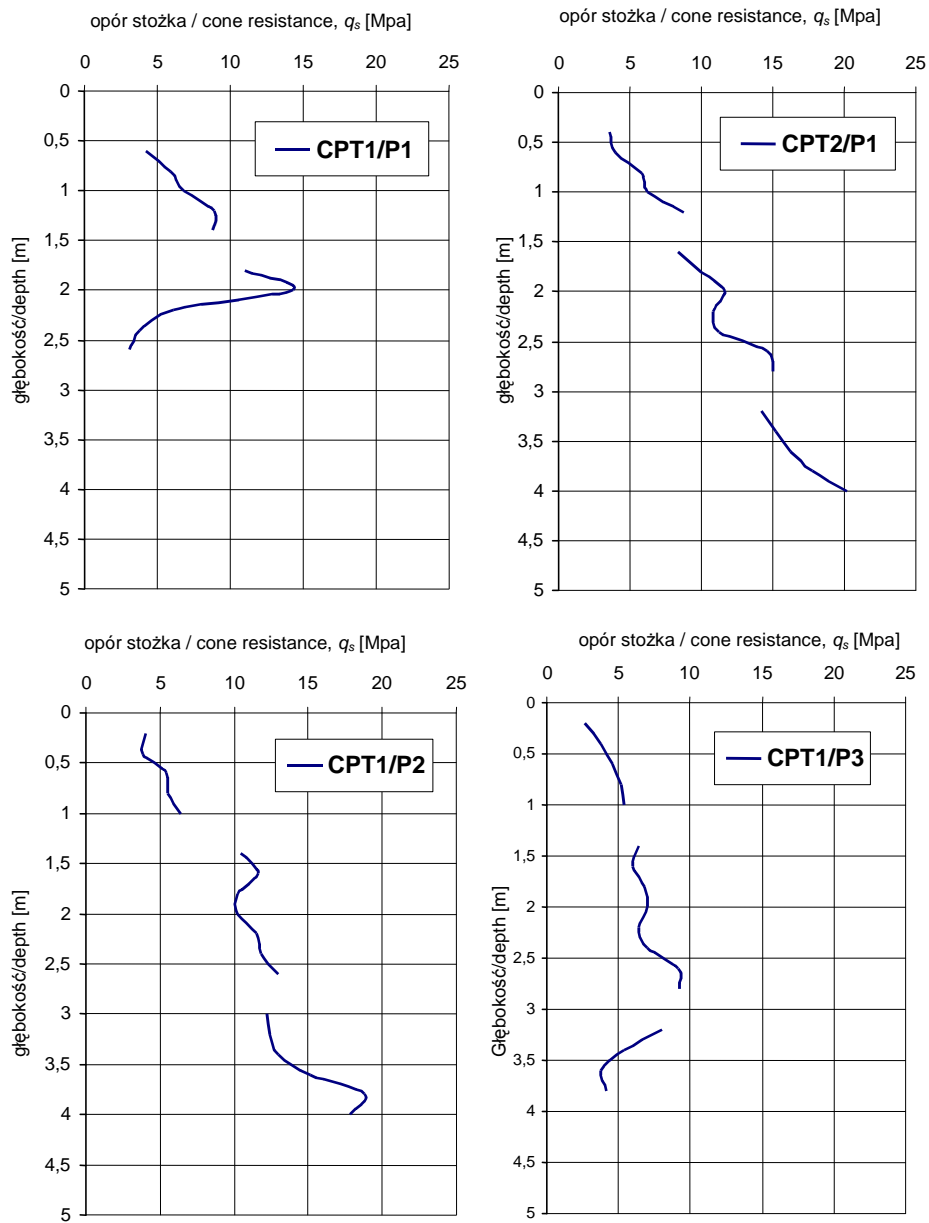 opór stożka / cone resistance, qs [Mpa]
0 5 10 15 20 25
0
0,5
1
1,5
2
2,5
3
3,5
4
4,5
5
głębokość/depth [m]
CPT1/P1
opór stożka / cone resistance, qs [Mpa]
0 5 10 15 20 25
0
0,5
1
1,5
2
2,5
3
3,5
4
4,5
5
głębokość/depth [m]
CPT2/P1
opór stożka / cone resistance, qs [Mpa]
0 5 10 15 20 25
0
0,5
1
1,5
2
2,5
3
3,5
4
4,5
5
głębokość/depth [m]
CPT1/P2
opór stożka / cone resistance, qs [Mpa]
0 5 10 15 20 25
0
0,5
1
1,5
2
2,5
3
3,5
4
4,5
5
Głębokość/depth [m]
CPT1/P3